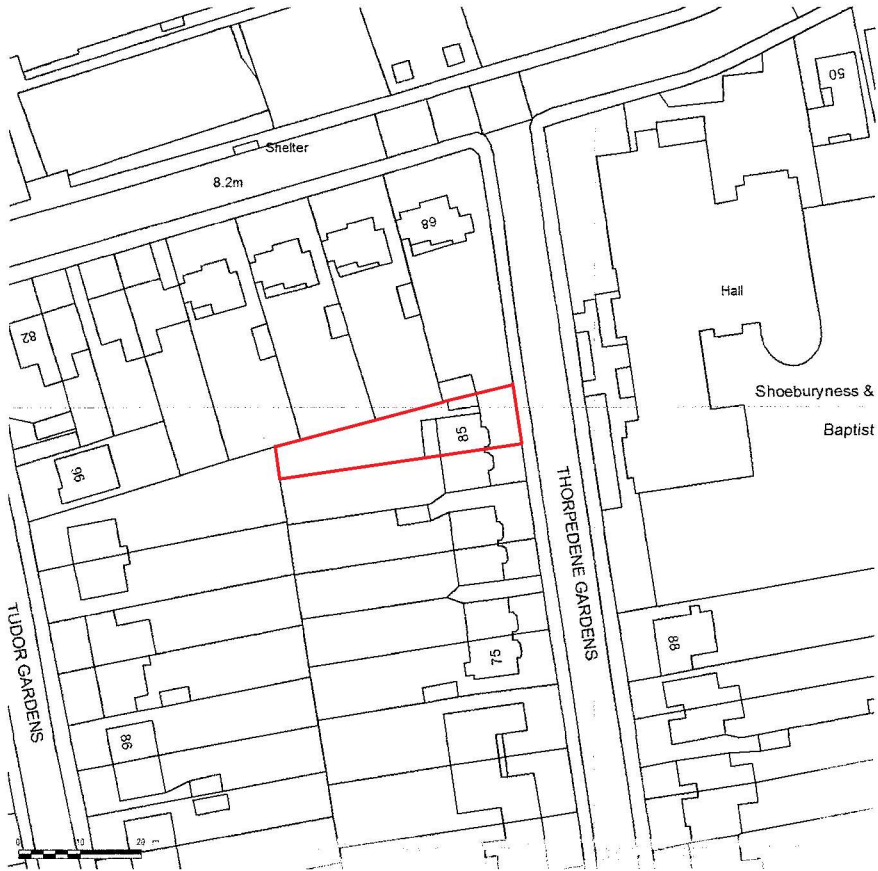 50
Shelter
8.2m
68
Hall
82
Shoeburyness &
Baptist
85
96
THORPEDENE GARDENS
TUDOR GARDENS
75
88
86
0 10 20